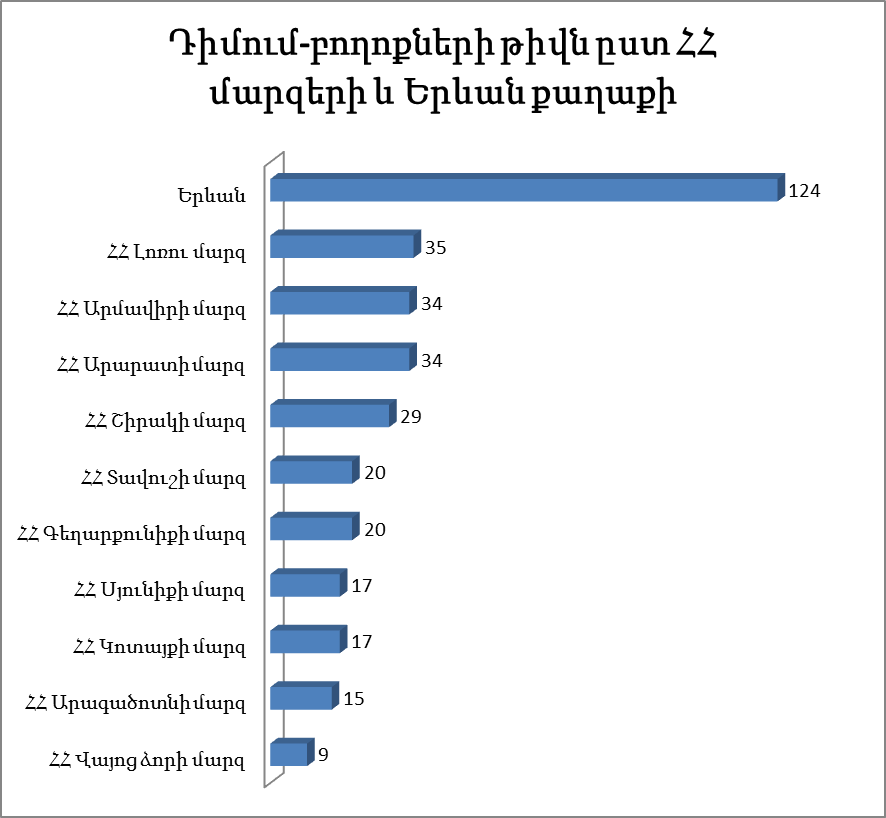 Դիմում-բողոքների թիվն ըստ ՀՀ
մարզերի և Երևան քաղաքի
Երևան 124
ՀՀ Լոռու մարզ 35
ՀՀ Արմավիրի մարզ 34
ՀՀ Արարատի մարզ 34
ՀՀ Շիրակի մարզ 29
ՀՀ Տավուշի մարզ 20
ՀՀ Գեղարքունիքի մարզ 20
ՀՀ Սյունիքի մարզ 17
ՀՀ Կոտայքի մարզ 17
ՀՀ Արագածոտնի մարզ 15
ՀՀ Վայոց ձորի մարզ 9